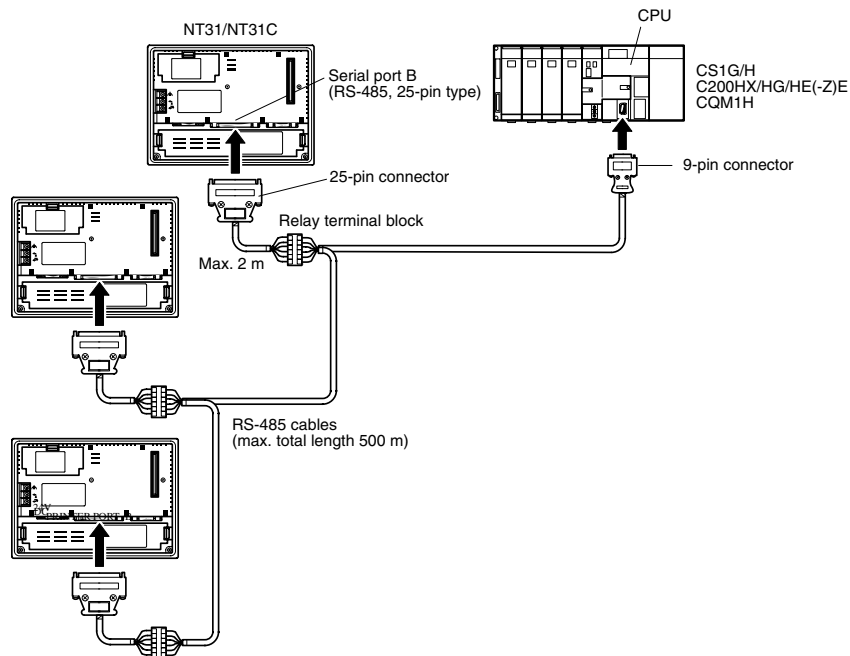 NT31/NT31C
CPU
Serial port B
(RS-485, 25-pin type)
CS1G/H
C200HX/HG/HE(-Z)E
CQM1H
25-pin connector
9-pin connector
Relay terminal block
Max. 2 m
RS-485 cables
(max. total length 500 m)